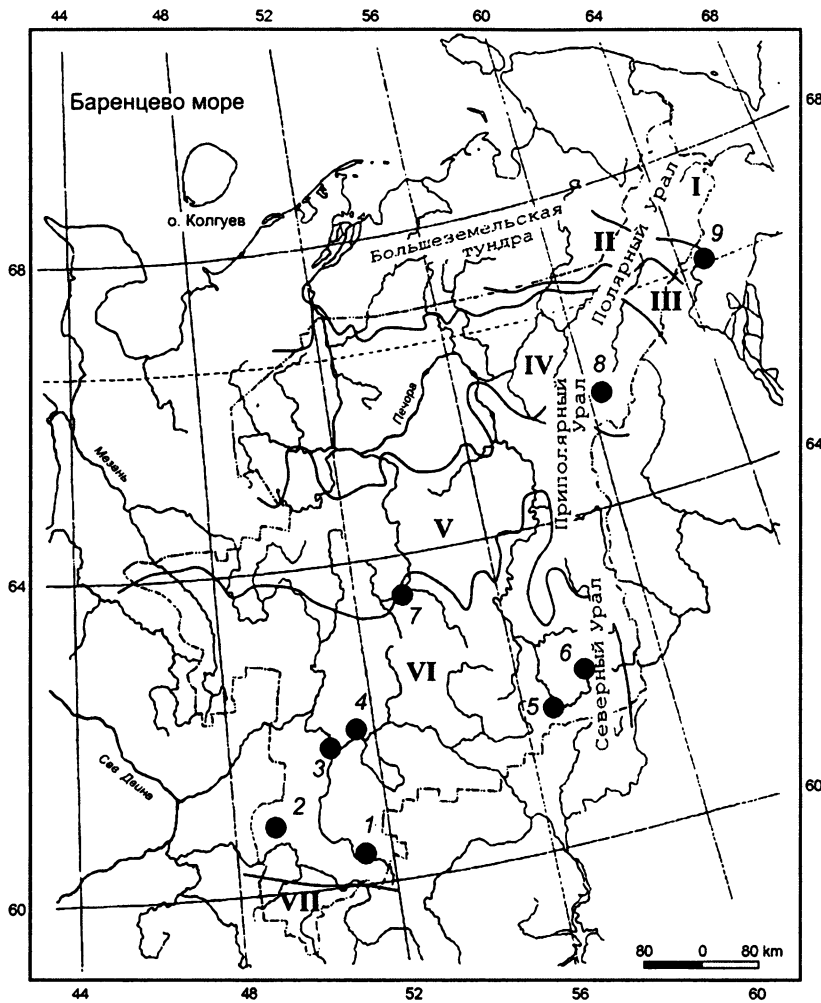 44 48 52 56 60 64 68
Баренцево море
68
о. Колгуев
Большеземельская
тундра
Полярный Урал
I
II
9
68
III
IV
8
Печора
Приполярный
Урал
Мезень
64
V
64
7
VI
Северный Урал
6
5
4
3
Сев Двина
60
2
1
VII
60
80 0 80 km
44 48 52 56 60